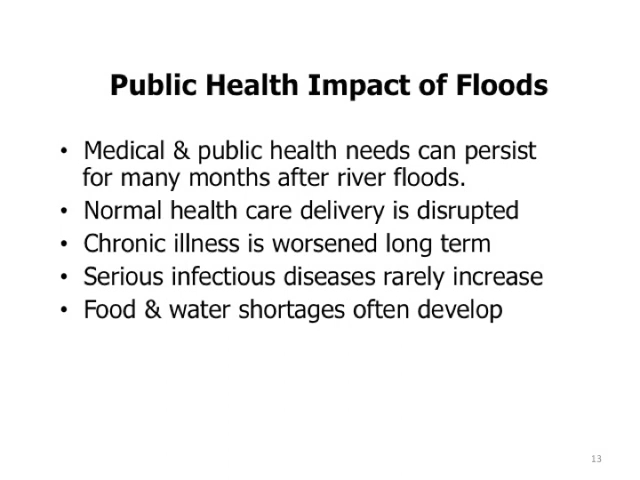 Public Health Impact of Floods
• Medical & public health needs can persist
for many months after river floods.
• Normal health care delivery is disrupted
• Chronic illness is worsened long term
• Serious infectious diseases rarely increase
• Food & water shortages often develop
13